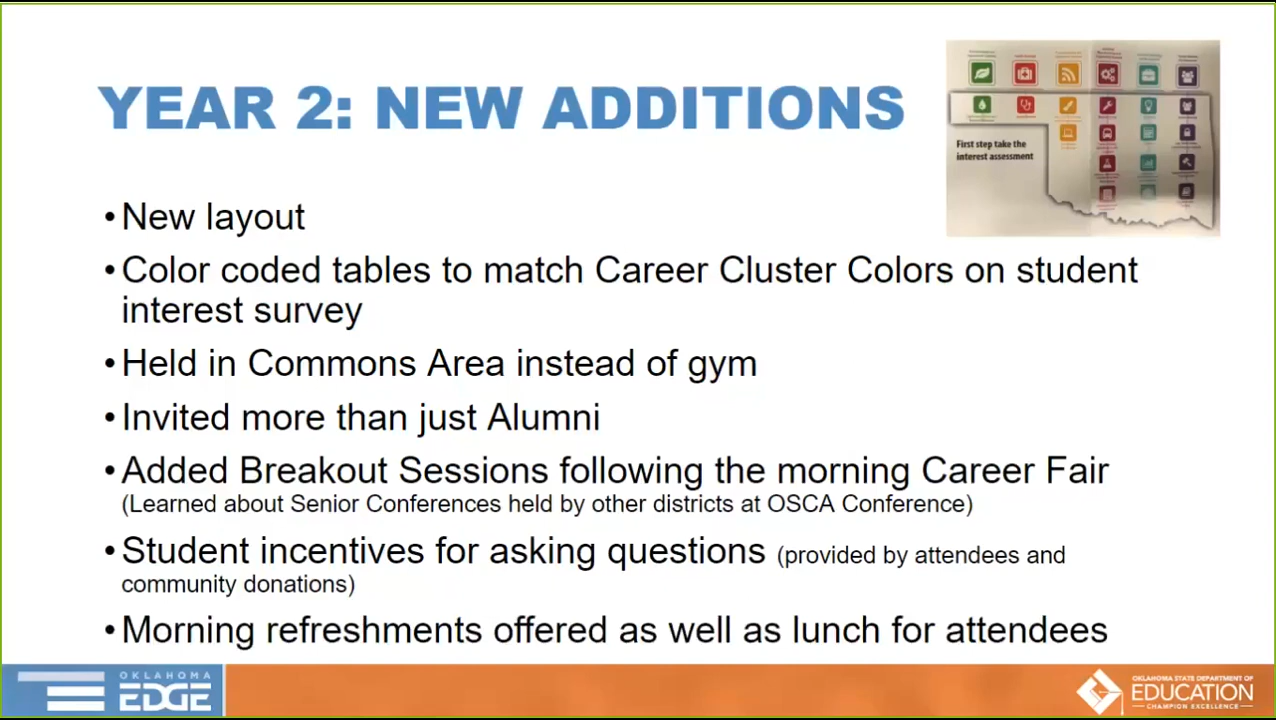 YEAR 2: NEW ADDITIONS
First step take the
interest assessment
•New layout
•Color coded tables to match Career Cluster Colors on student
interest survey
•Held in Commons Area instead of gym
•Invited more than just Alumni
•Added Breakout Sessions following the morning Career Fair
(Learned about Senior Conferences held by other districts at OSCA Conference)
•Student incentives for asking questions (provided by attendees and
community donations)
•Morning refreshments offered as well as lunch for attendees
OKLAHOMA
EDGE
OKLAHOMA STATE DEPARTMENT OF
EDUCATION
CHAMPION EXCELLENCE